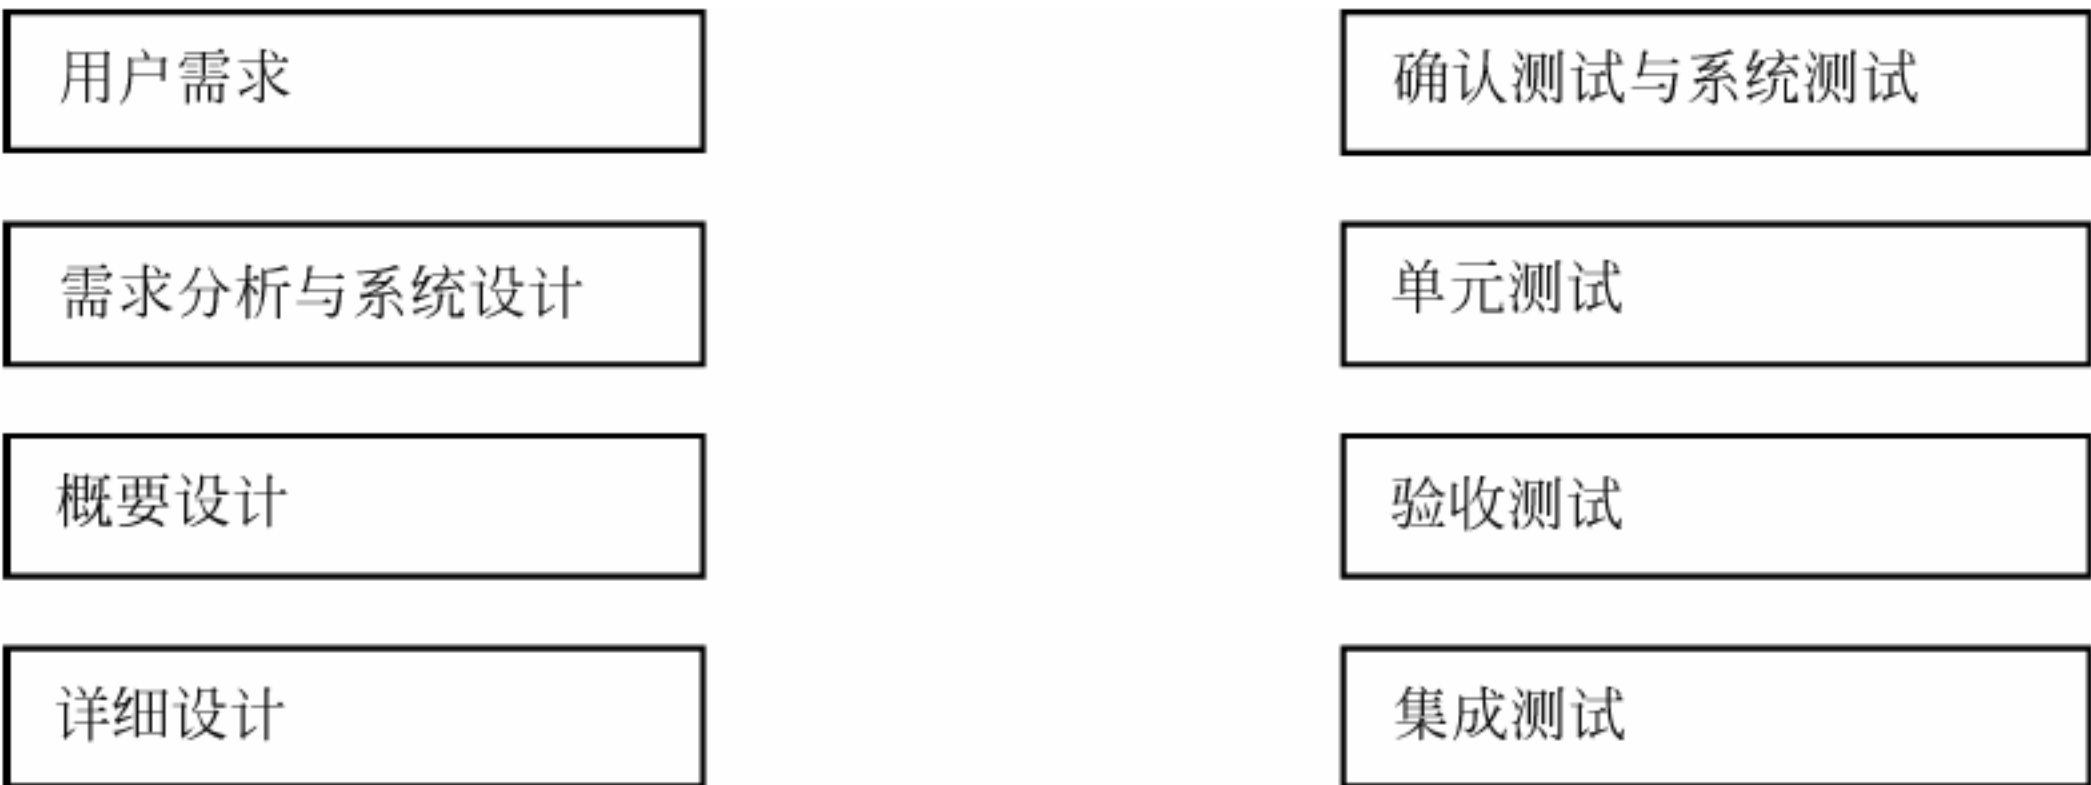 用户需求
确认测试与系统测试
需求分析与系统设计
单元测试
概要设计
验收测试
详细设计
集成测试